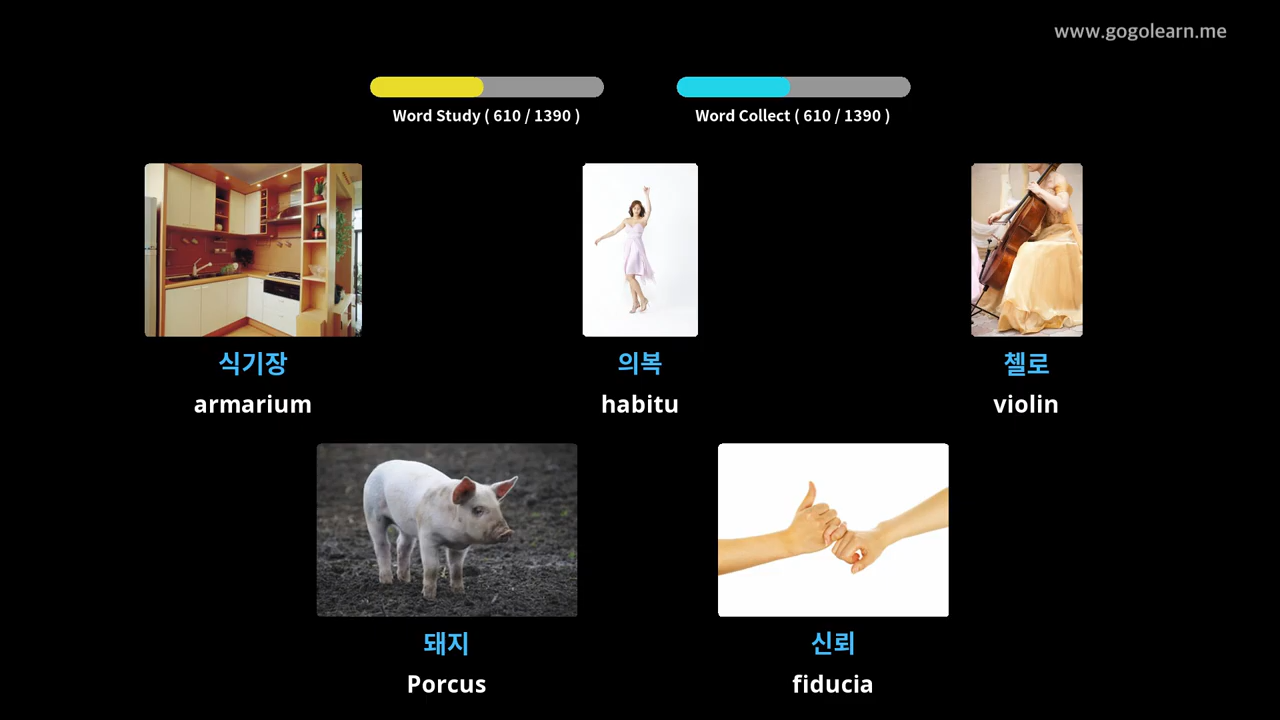 www.gogolearn.me
Word Study ( 610 / 1390 )
Word Collect ( 610 / 1390 )
식기장
armarium
의복
habitu
첼로
violin
돼지
Porcus
신뢰
fiducia